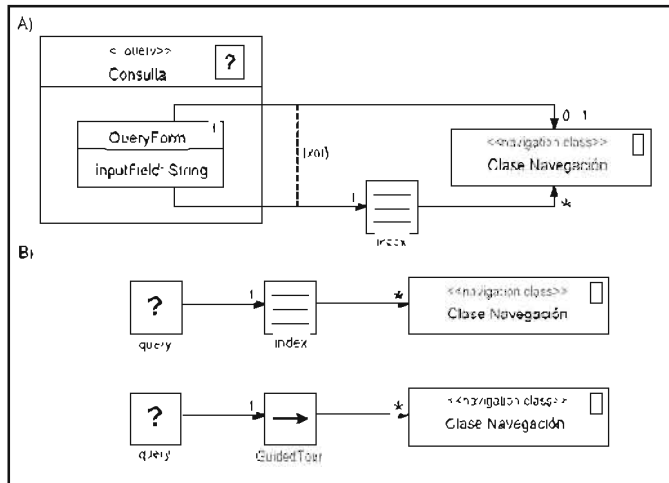 A)
<<query>>
Consulta
?
QueryForm
1
inputField: String
{xor}
0..1
<<navigation class>>
Clase Navegación
1
*
index
B)
?
1
*
<<navigation class>>
Clase Navegación
query
index
?
1
*
<<navigation class>>
Clase Navegación
query
GuidedTour